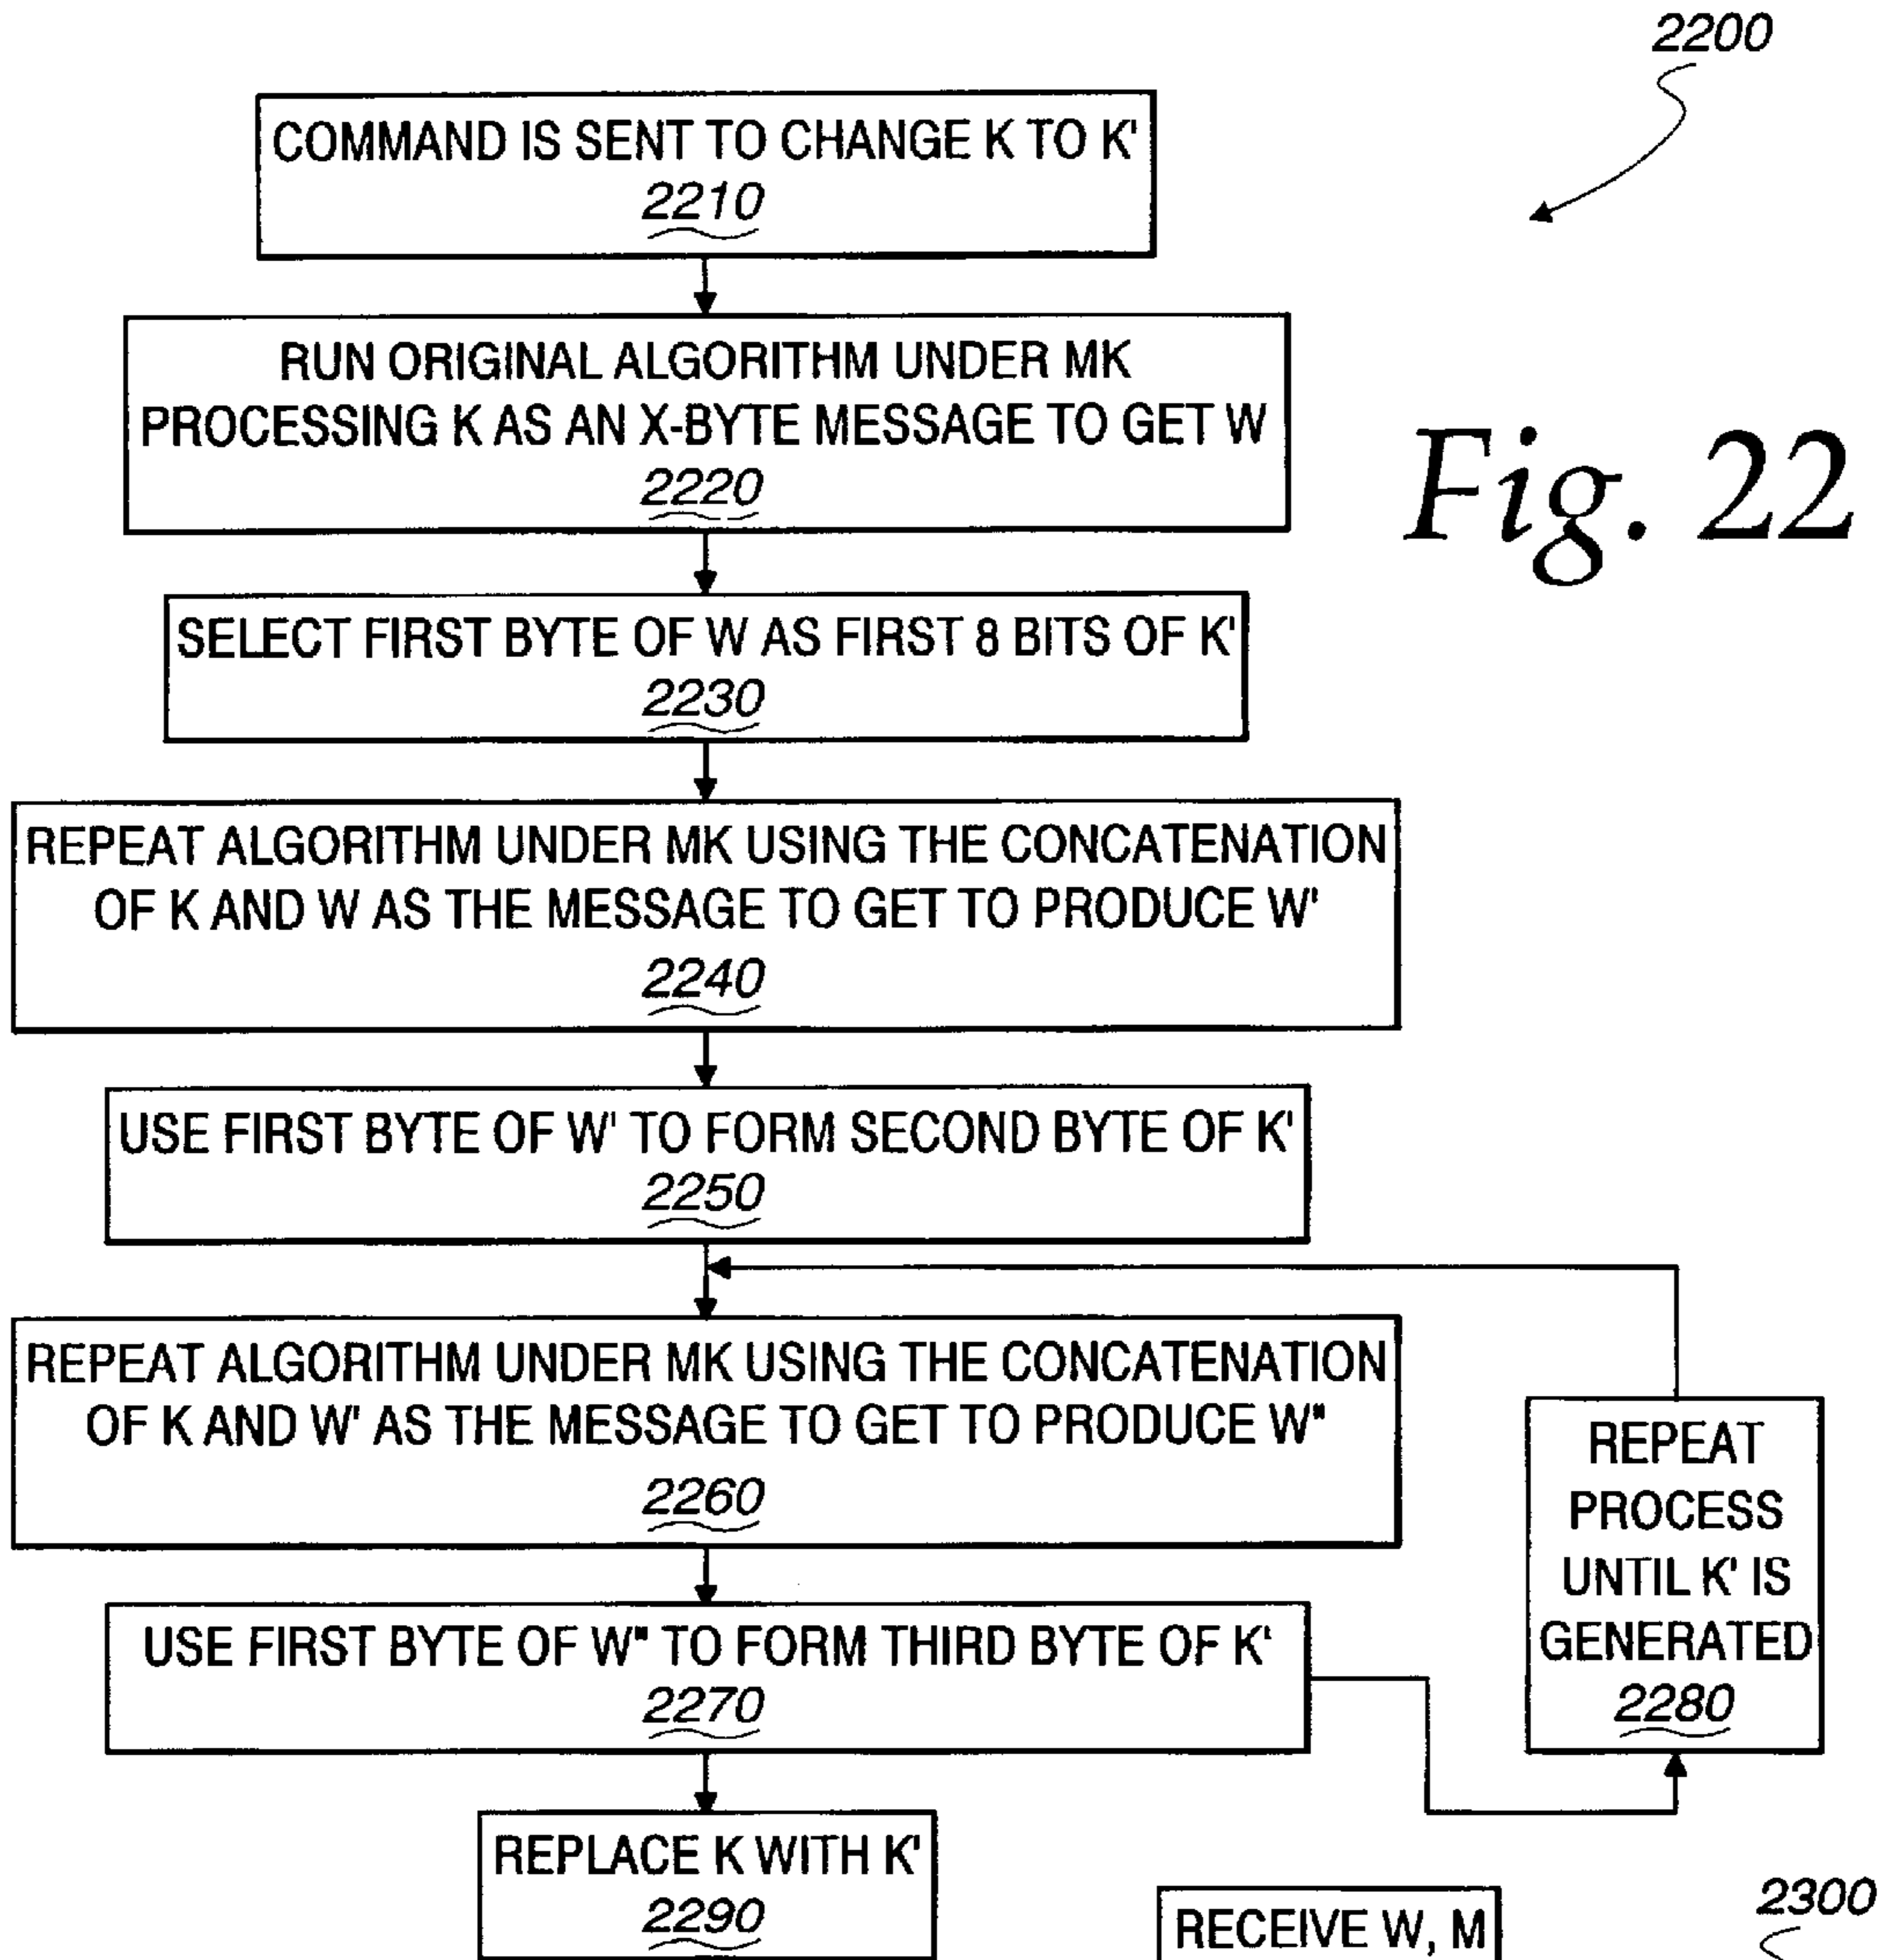 2200
COMMAND IS SENT TO CHANGE K TO K'
2210
RUN ORIGINAL ALGORITHM UNDER MK
PROCESSING K AS AN X-BYTE MESSAGE TO GET W
2220
Fig. 22
SELECT FIRST BYTE OF W AS FIRST 8 BITS OF K'
2230
REPEAT ALGORITHM UNDER MK USING THE CONCATENATION
OF K AND W AS THE MESSAGE TO GET TO PRODUCE W'
2240
USE FIRST BYTE OF W' TO FORM SECOND BYTE OF K'
2250
REPEAT ALGORITHM UNDER MK USING THE CONCATENATION
OF K AND W' AS THE MESSAGE TO GET TO PRODUCE W"
2260
USE FIRST BYTE OF W" TO FORM THIRD BYTE OF K'
2270
REPEAT
PROCESS
UNTIL K' IS
GENERATED
2280
REPLACE K WITH K'
2290
RECEIVE W, M
2300